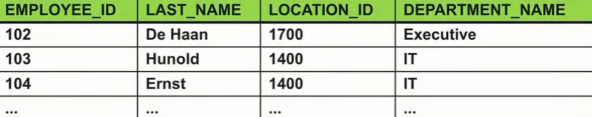 EMPLOYEE_ID LAST_NAME LOCATION_ID DEPARTMENT_NAME
102 De Haan 1700 Executive
103 Hunold 1400 IT
104 Ernst 1400 IT
... ... ... ...